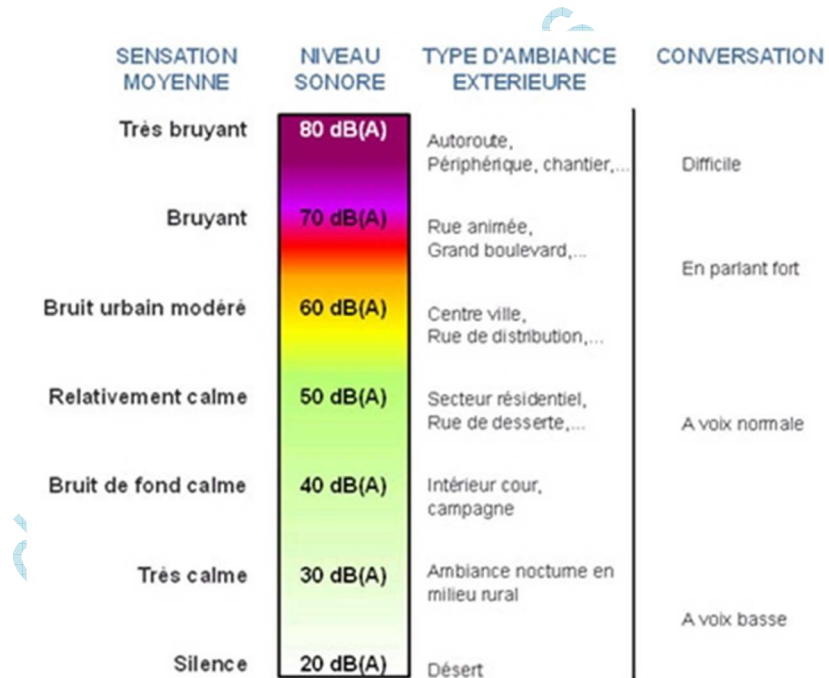 SENSATION MOYENNE
NIVEAU SONORE
TYPE D'AMBIANCE EXTERIEURE
CONVERSATION
Très bruyant
80 dB(A)
Autoroute,
Périphérique, chantier,...
Difficile
Bruyant
70 dB(A)
Rue animée,
Grand boulevard,...
En parlant fort
Bruit urbain modéré
60 dB(A)
Centre ville,
Rue de distribution,...
Relativement calme
50 dB(A)
Secteur résidentiel,
Rue de desserte,...
A voix normale
Bruit de fond calme
40 dB(A)
Intérieur cour,
campagne
Très calme
30 dB(A)
Ambiance nocturne en
milieu rural
A voix basse
Silence
20 dB(A)
Désert